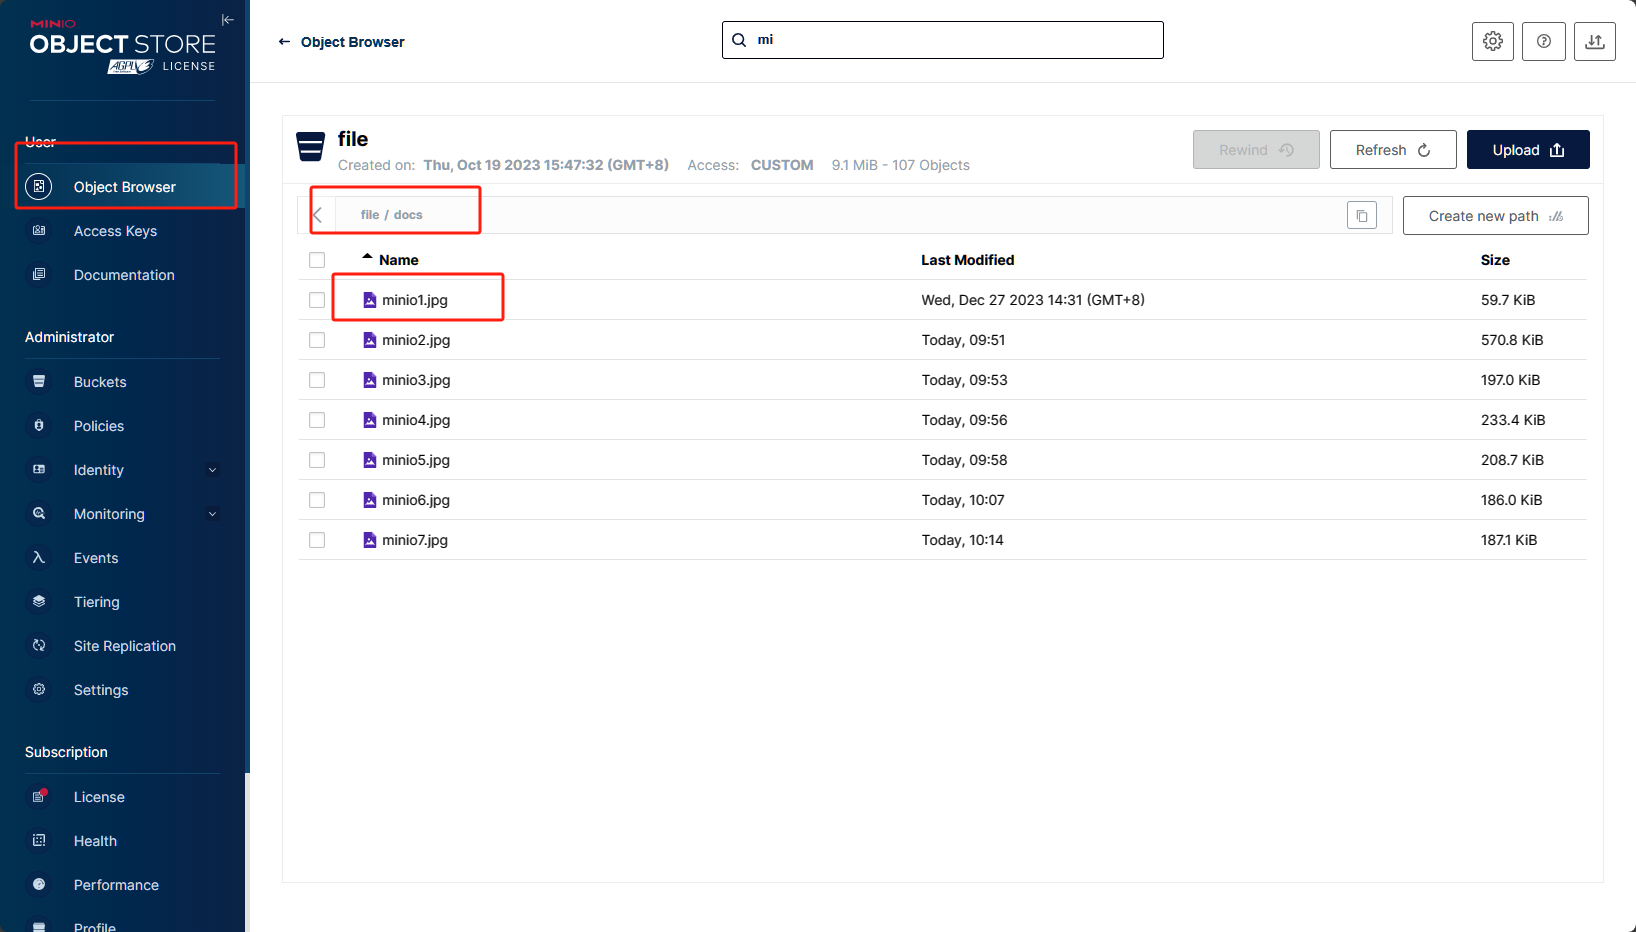 MINIO
OBJECT STORE
AGPLv3 LICENSE
User
Object Browser
Access Keys
Documentation
Administrator
Buckets
Policies
Identity
Monitoring
Events
Tiering
Site Replication
Settings
Subscription
License
Health
Performance
Profile
← Object Browser
mi
file
Created on: Thu, Oct 19 2023 15:47:32 (GMT+8) Access: CUSTOM 9.1 MiB - 107 Objects
Rewind
Refresh
Upload
file / docs
Create new path
Name Last Modified Size
minio1.jpg Wed, Dec 27 2023 14:31 (GMT+8) 59.7 KiB
minio2.jpg Today, 09:51 570.8 KiB
minio3.jpg Today, 09:53 197.0 KiB
minio4.jpg Today, 09:56 233.4 KiB
minio5.jpg Today, 09:58 208.7 KiB
minio6.jpg Today, 10:07 186.0 KiB
minio7.jpg Today, 10:14 187.1 KiB